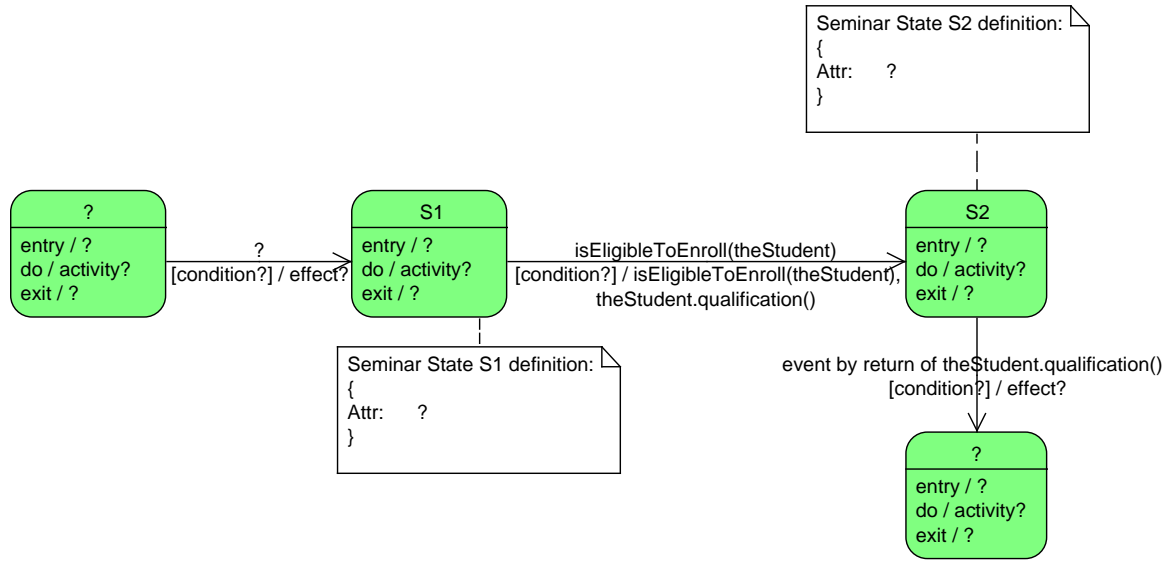 Seminar State S2 definition:
{
Attr: ?
}
?
entry / ?
do / activity?
exit / ?
?
[condition?] / effect?
S1
entry / ?
do / activity?
exit / ?
isEligibleToEnroll(theStudent)
[condition?] / isEligibleToEnroll(theStudent),
theStudent.qualification()
S2
entry / ?
do / activity?
exit / ?
Seminar State S1 definition:
{
Attr: ?
}
event by return of theStudent.qualification()
[condition?] / effect?
?
entry / ?
do / activity?
exit / ?